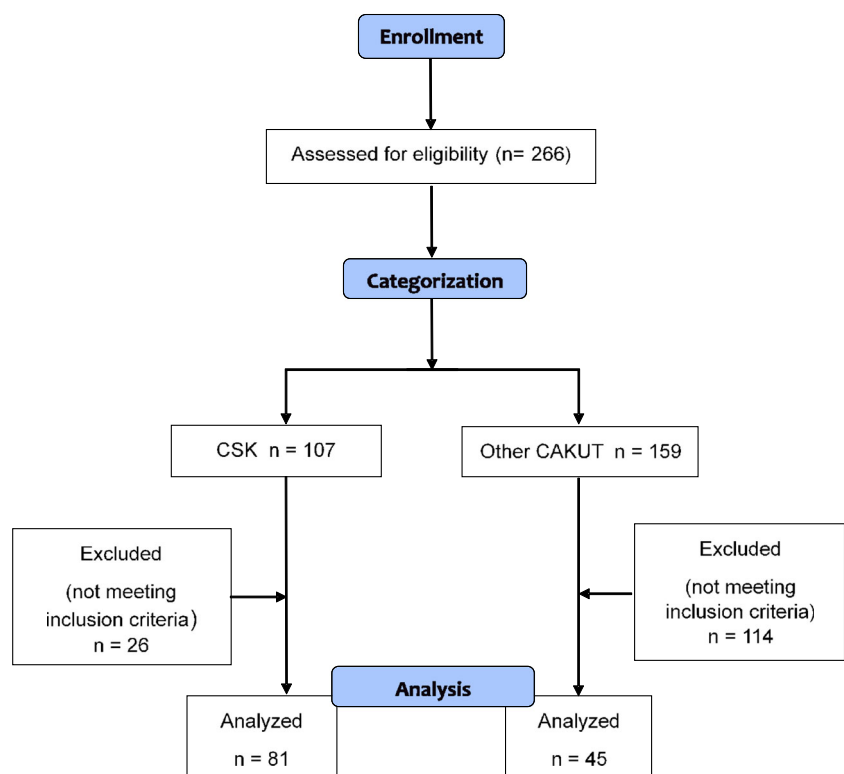 Enrollment
Assessed for eligibility (n= 266)
Categorization
CSK n = 107
Other CAKUT n = 159
Excluded
(not meeting
inclusion criteria)
n = 26
Excluded
(not meeting
inclusion criteria)
n = 114
Analysis
Analyzed
n = 81
Analyzed
n = 45